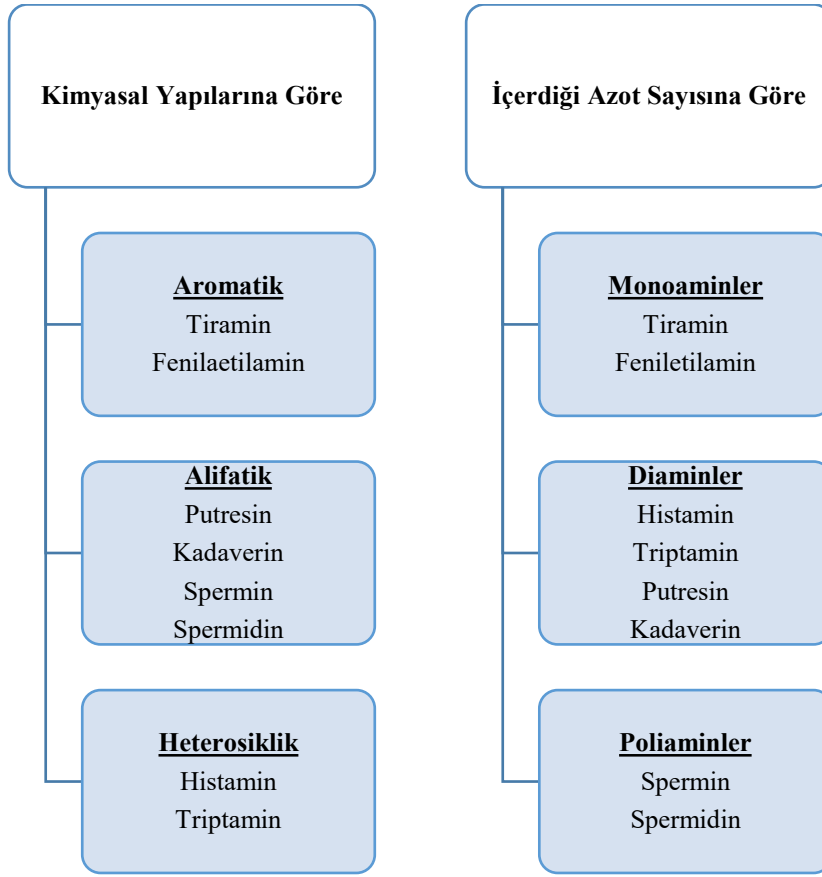 Kimyasal Yapılarına Göre
Aromatik
Tiramin
Fenilaetilamin
Alifatik
Putresin
Kadaverin
Spermin
Spermidin
Heterosiklik
Histamin
Triptamin
İçerdiği Azot Sayısına Göre
Monoaminler
Tiramin
Feniletilamin
Diaminler
Histamin
Triptamin
Putresin
Kadaverin
Poliaminler
Spermin
Spermidin